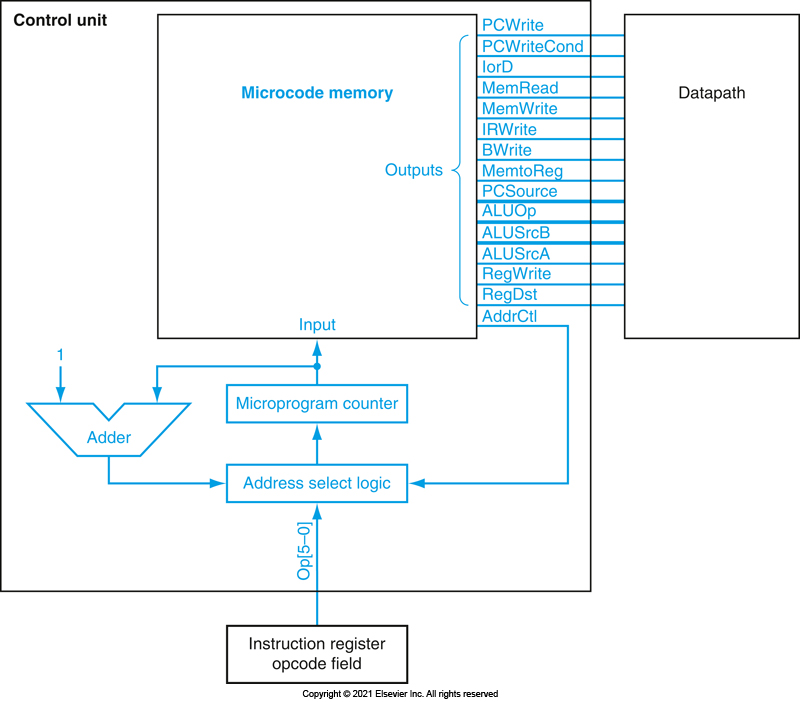 Control unit
Microcode memory
Outputs
Input
PCWrite
PCWriteCond
IorD
MemRead
MemWrite
IRWrite
BWrite
MemtoReg
PCSource
ALUOp
ALUSrcB
ALUSrcA
RegWrite
RegDst
AddrCtl
Datapath
1
Adder
Microprogram counter
Address select logic
Op[5–0]
Instruction register
opcode field
Copyright © 2021 Elsevier Inc. All rights reserved